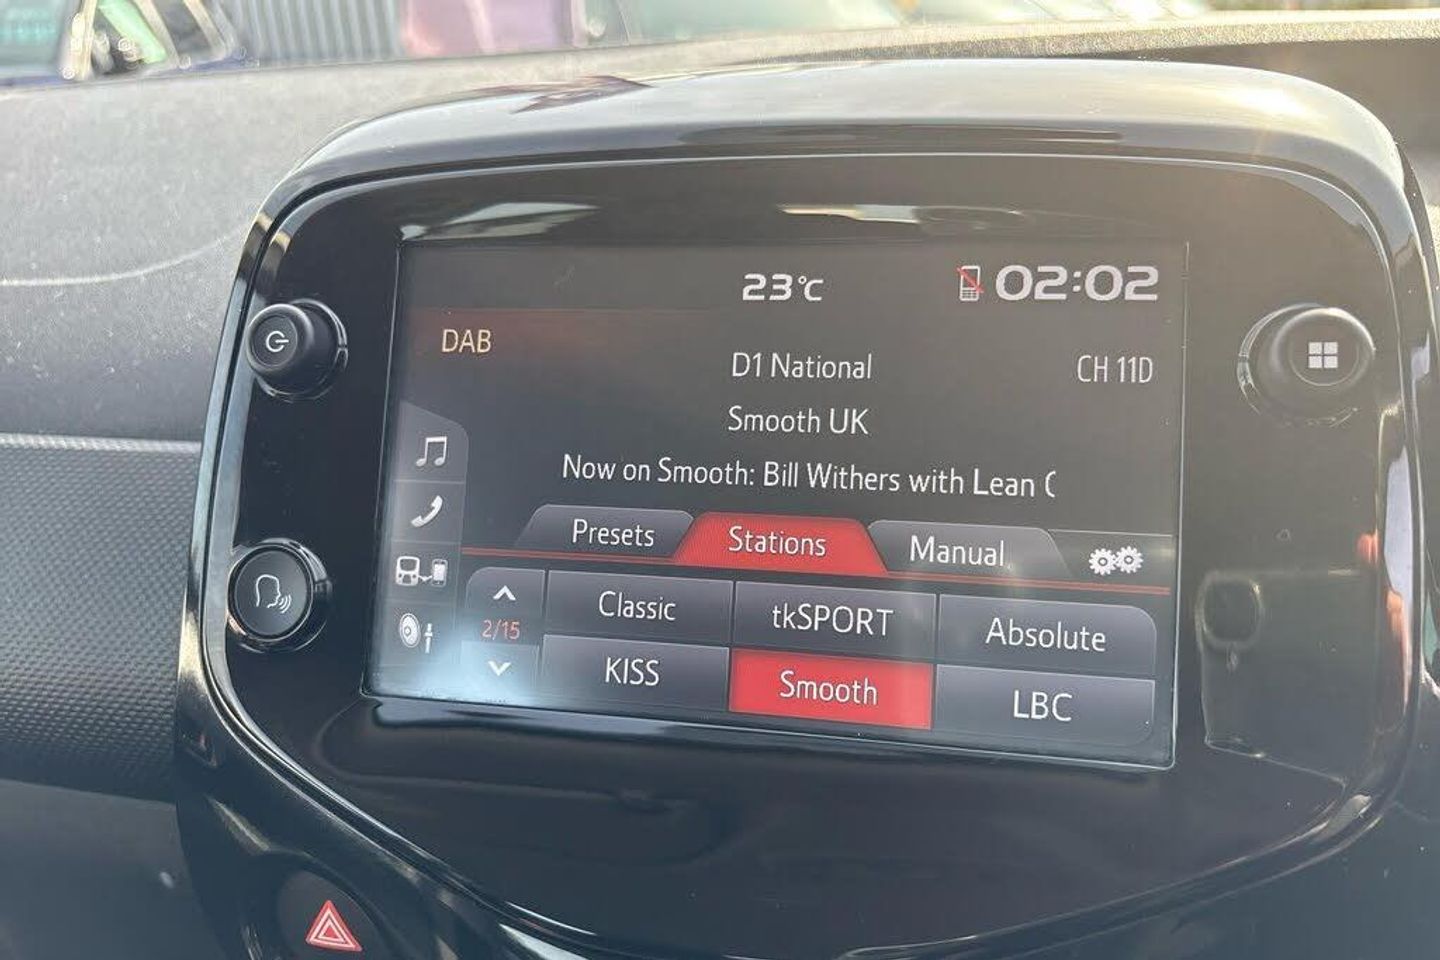 23°C 02:02
DAB
D1 National CH 11D
Smooth UK
Now on Smooth: Bill Withers with Lean
Presets Stations Manual
Classic tkSPORT Absolute
2/15
KISS Smooth LBC